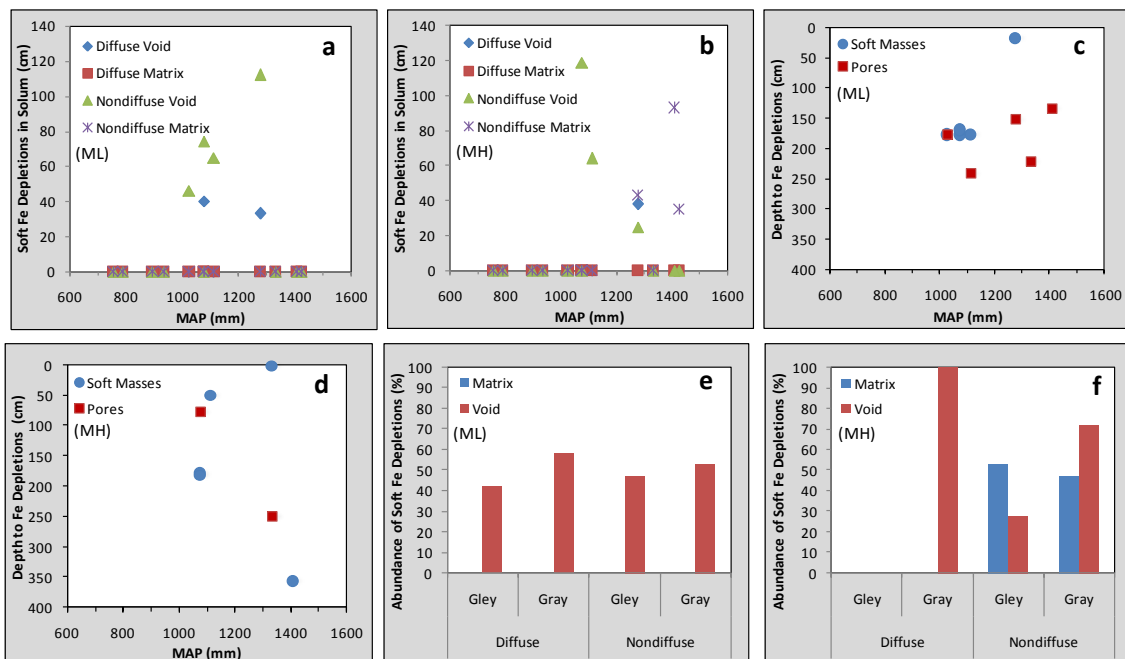 a
Soft Fe Depletions in Solum (cm)
140
120
100
80
60
40
20
0
Diffuse Void
Diffuse Matrix
Nondiffuse Void
Nondiffuse Matrix
(ML)
600 800 1000 1200 1400 1600
MAP (mm)
b
Soft Fe Depletions in Solum (cm)
140
120
100
80
60
40
20
0
Diffuse Void
Diffuse Matrix
Nondiffuse Void
Nondiffuse Matrix
(MH)
600 800 1000 1200 1400 1600
MAP (mm)
c
Depth to Fe Depletions (cm)
0
50
100
150
200
250
300
350
400
Soft Masses
Pores
(ML)
600 800 1000 1200 1400 1600
MAP (mm)
d
Depth to Fe Depletions (cm)
0
50
100
150
200
250
300
350
400
Soft Masses
Pores
(MH)
600 800 1000 1200 1400 1600
MAP (mm)
e
Abundance of Soft Fe Depletions (%)
100
90
80
70
60
50
40
30
20
10
0
Matrix
Void
(ML)
Gley Gray Gley Gray
Diffuse Nondiffuse
f
Abundance of Soft Fe Depletions (%)
100
90
80
70
60
50
40
30
20
10
0
Matrix
Void
(MH)
Gley Gray Gley Gray
Diffuse Nondiffuse